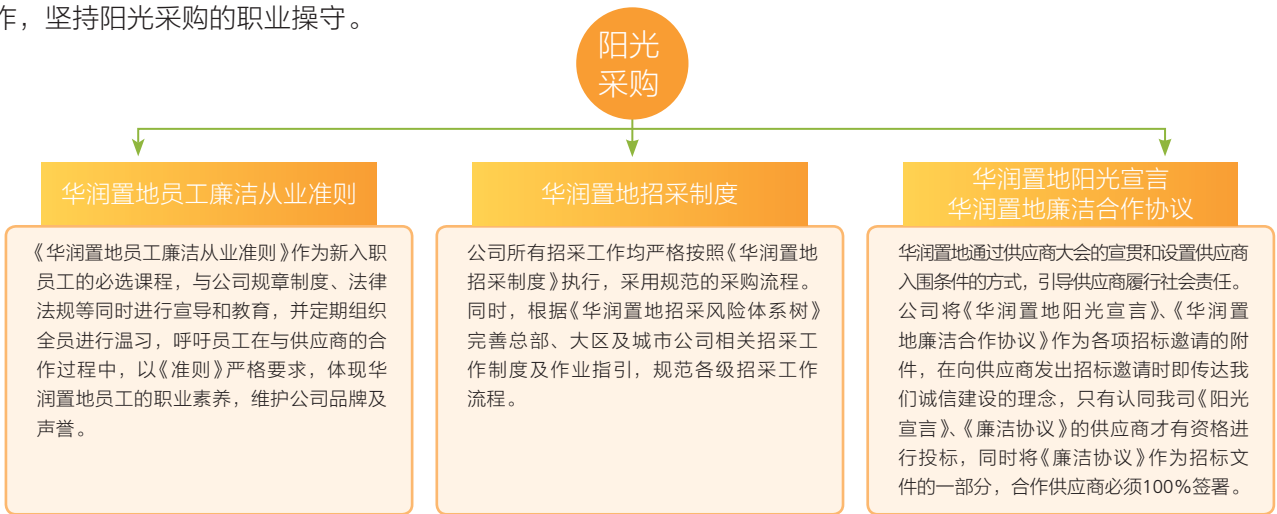 作，坚持阳光采购的职业操守。
阳光
采购
华润置地员工廉洁从业准则
《华润置地员工廉洁从业准则》作为新入职
员工的必选课程，与公司规章制度、法律
法规等同时进行宣导和教育，并定期组织
全员进行温习，呼吁员工在与供应商的合
作过程中，以《准则》严格要求，体现华
润置地员工的职业素养，维护公司品牌及
声誉。
华润置地招采制度
公司所有招采工作均严格按照《华润置地
招采制度》执行，采用规范的采购流程。
同时，根据《华润置地招采风险体系树》
完善总部、大区及城市公司相关招采工
作制度及作业指引，规范各级招采工作
流程。
华润置地阳光宣言
华润置地廉洁合作协议
华润置地通过供应商大会的宣贯和设置供应商
入围条件的方式，引导供应商履行社会责任。
公司将《华润置地阳光宣言》、《华润置
地廉洁合作协议》作为各项招标邀请的附
件，在向供应商发出招标邀请时即传达我
们诚信建设的理念，只有认同我司《阳光
宣言》、《廉洁协议》的供应商才有资格进
行投标，同时将《廉洁协议》作为招标文
件的一部分，合作供应商必须100%签署。